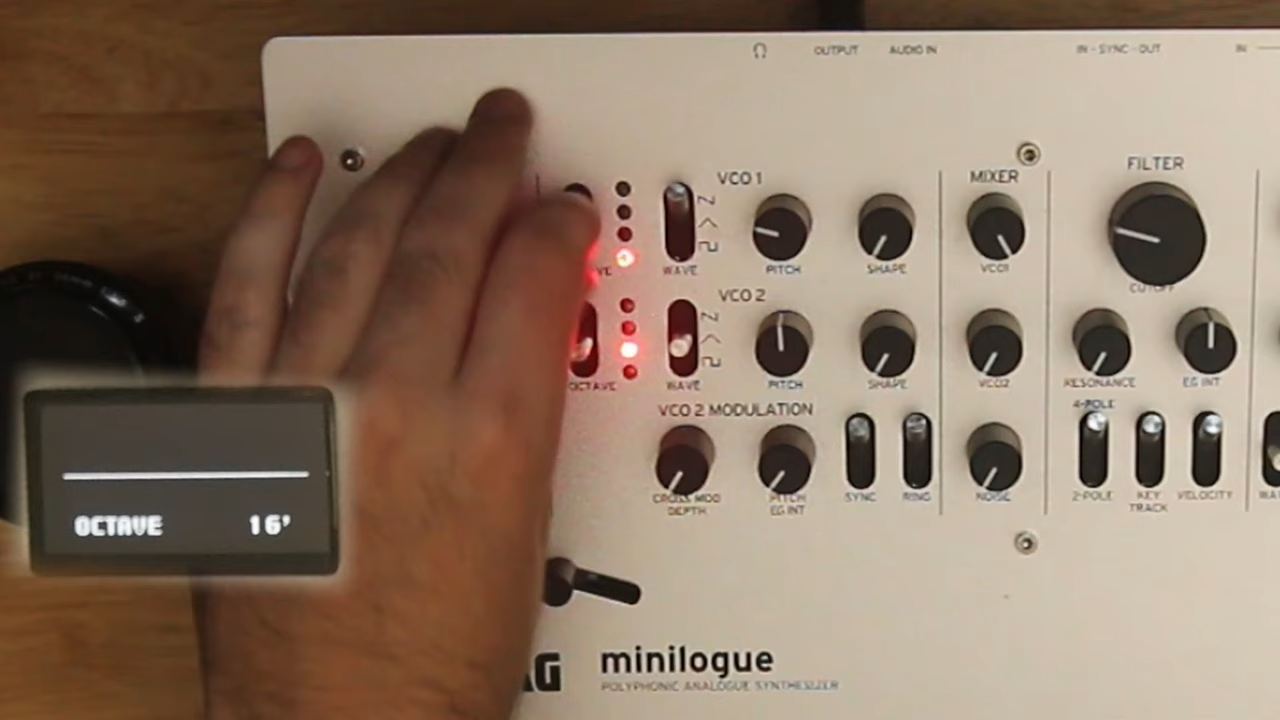 OUTPUT
AUDIO IN
IN - SYNC - OUT
IN
VCO 1
MIXER
FILTER
WAVE
PITCH
SHAPE
VCO1
CUTOFF
VCO 2
OCTAVE
WAVE
PITCH
SHAPE
VCO2
RESONANCE
EG INT
VCO 2 MODULATION
4-POLE
CROSS MOD
DEPTH
PITCH
EG INT
SYNC
RING
NOISE
2-POLE
KEY
TRACK
VELOCITY
OCTAVE 16'
minilogue
POLYPHONIC ANALOGUE SYNTHESIZER